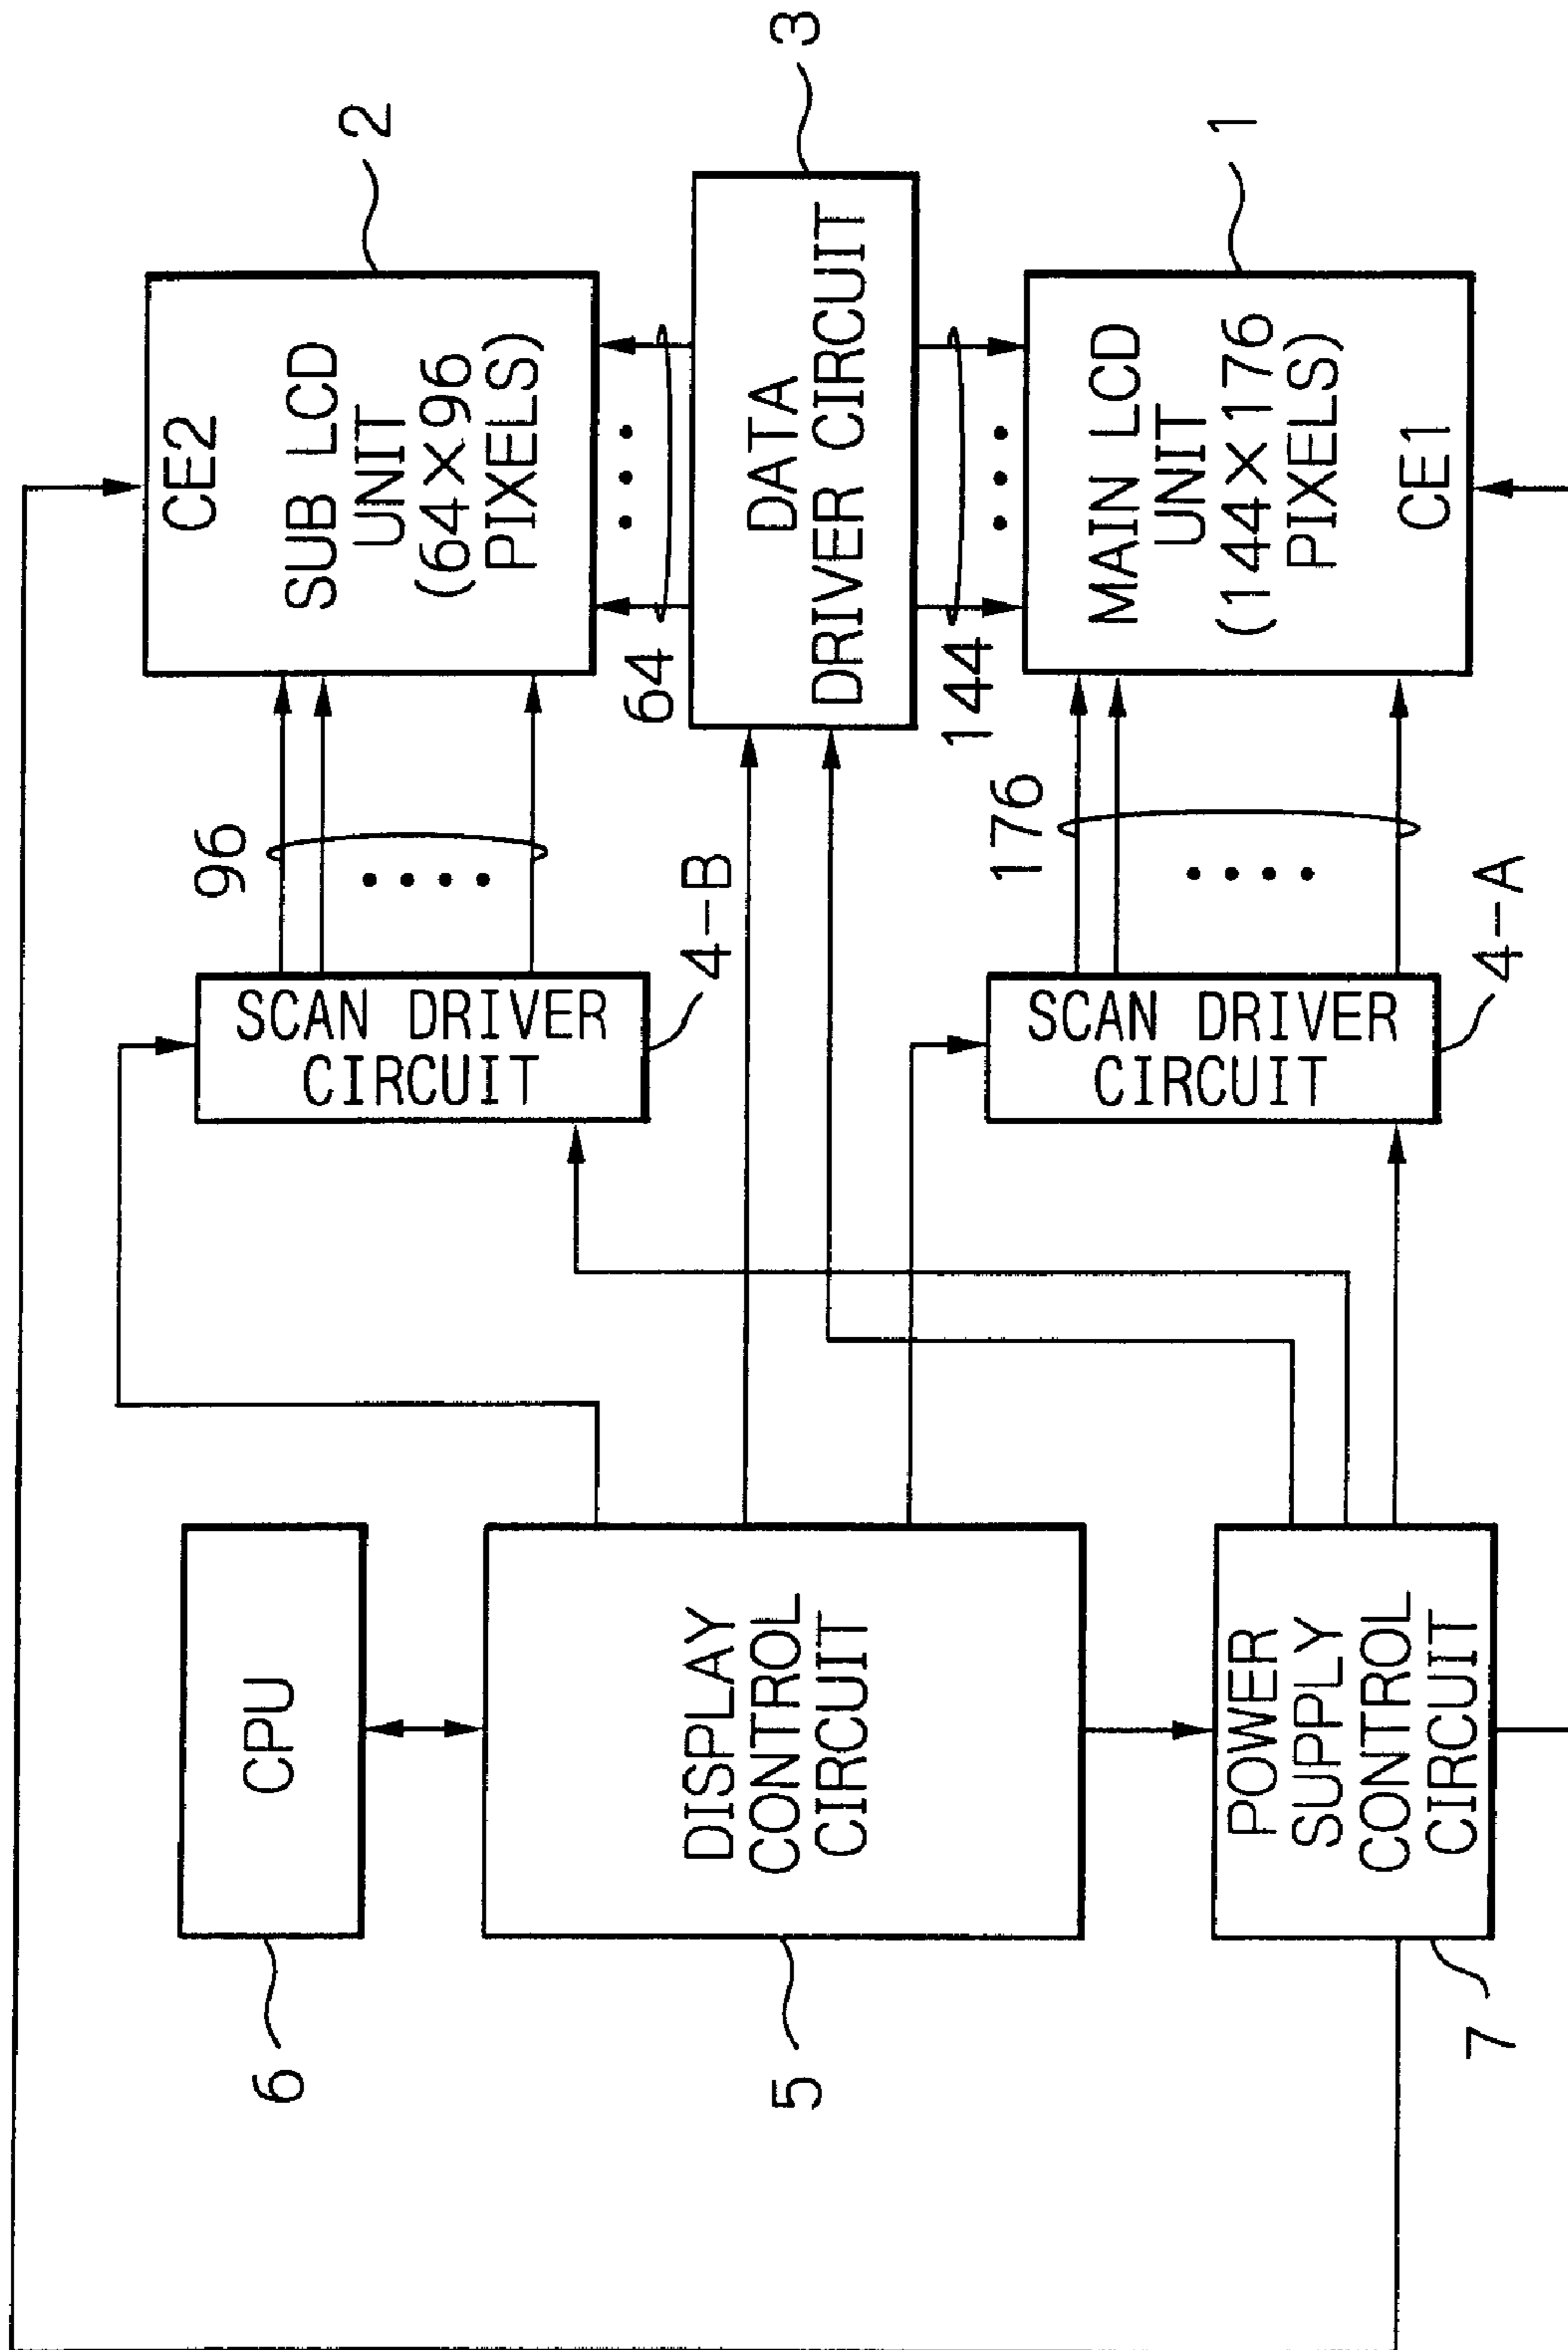 CPU
6
DISPLAY
CONTROL
CIRCUIT
5
POWER
SUPPLY
CONTROL
CIRCUIT
7
SCAN DRIVER
CIRCUIT
4-B
96
SCAN DRIVER
CIRCUIT
4-A
176
CE2
SUB LCD
UNIT
(64×96
PIXELS)
2
64
DATA
DRIVER CIRCUIT
3
144
MAIN LCD
UNIT
(144×176
PIXELS)
CE1
1